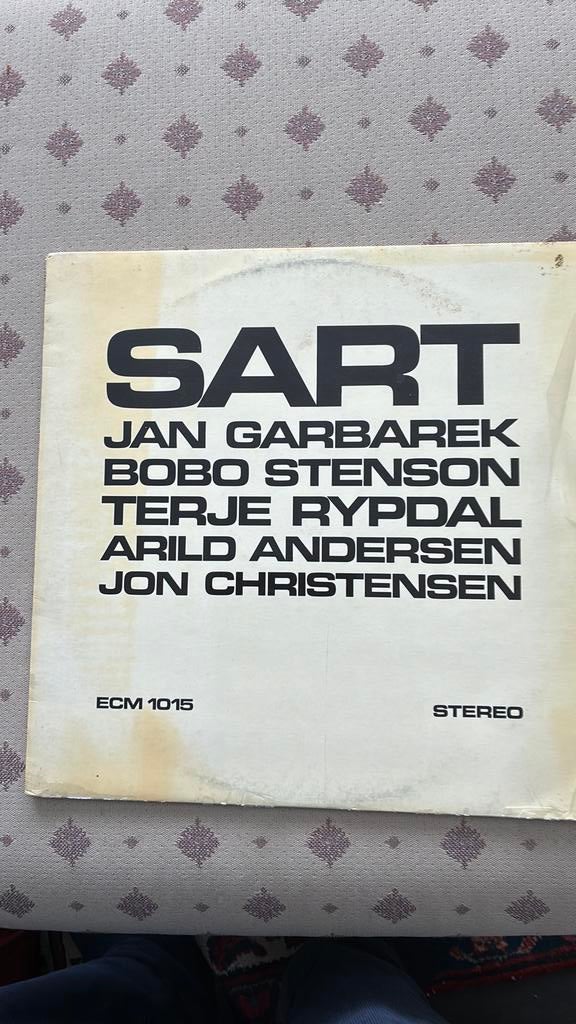 SART
JAN GARBAREK
BOBO STENSON
TERJE RYPDAL
ARILD ANDERSEN
JON CHRISTENSEN
ECM 1015
STEREO